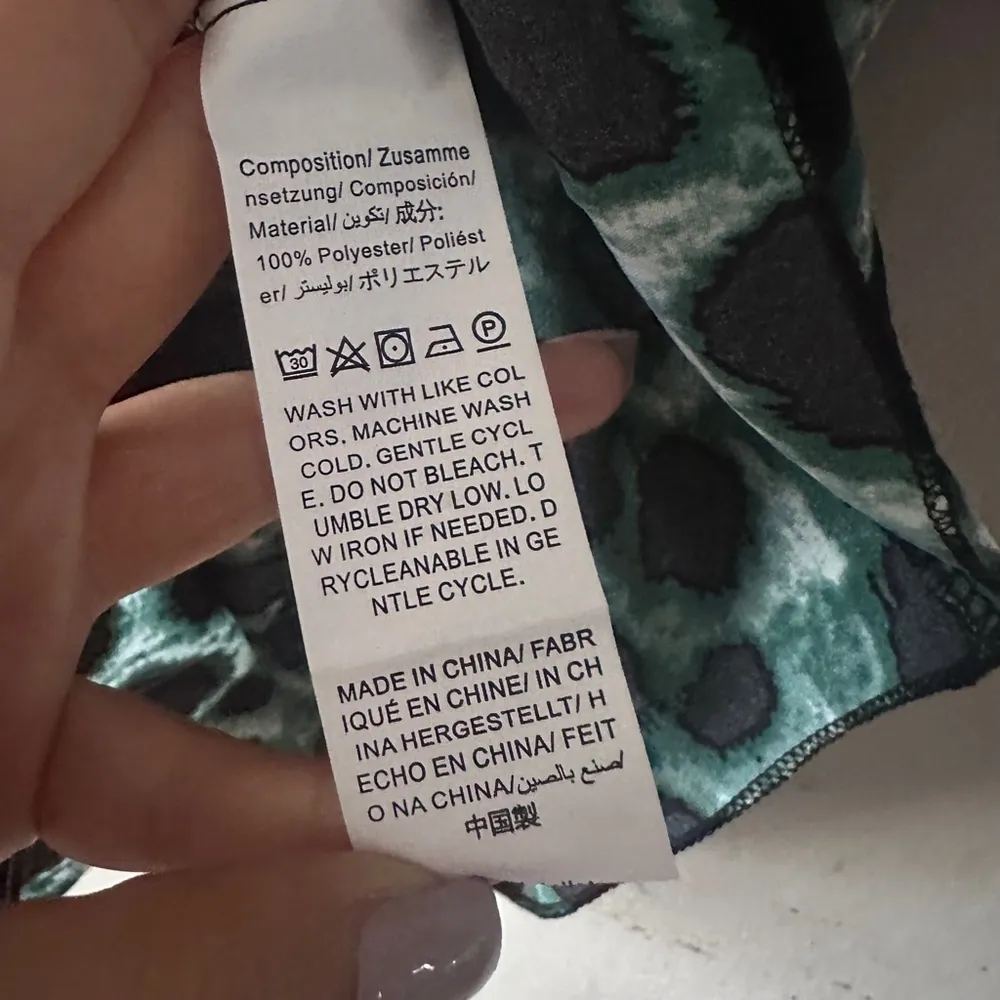 Composition/ Zusamme
nsetzung/ Composición/
Material/ تكوين/ 成分:
100% Polyester/ Poliést
er/ بوليستر/ ポリエステル
30 P
WASH WITH LIKE COL
ORS. MACHINE WASH
COLD. GENTLE CYCL
E. DO NOT BLEACH. T
UMBLE DRY LOW. LO
W IRON IF NEEDED. D
RYCLEANABLE IN GE
NTLE CYCLE.
MADE IN CHINA/ FABR
IQUÉ EN CHINE/ IN CH
INA HERGESTELLT/ H
ECHO EN CHINA/ FEIT
O NA CHINA/صنع بالصين/
中国製